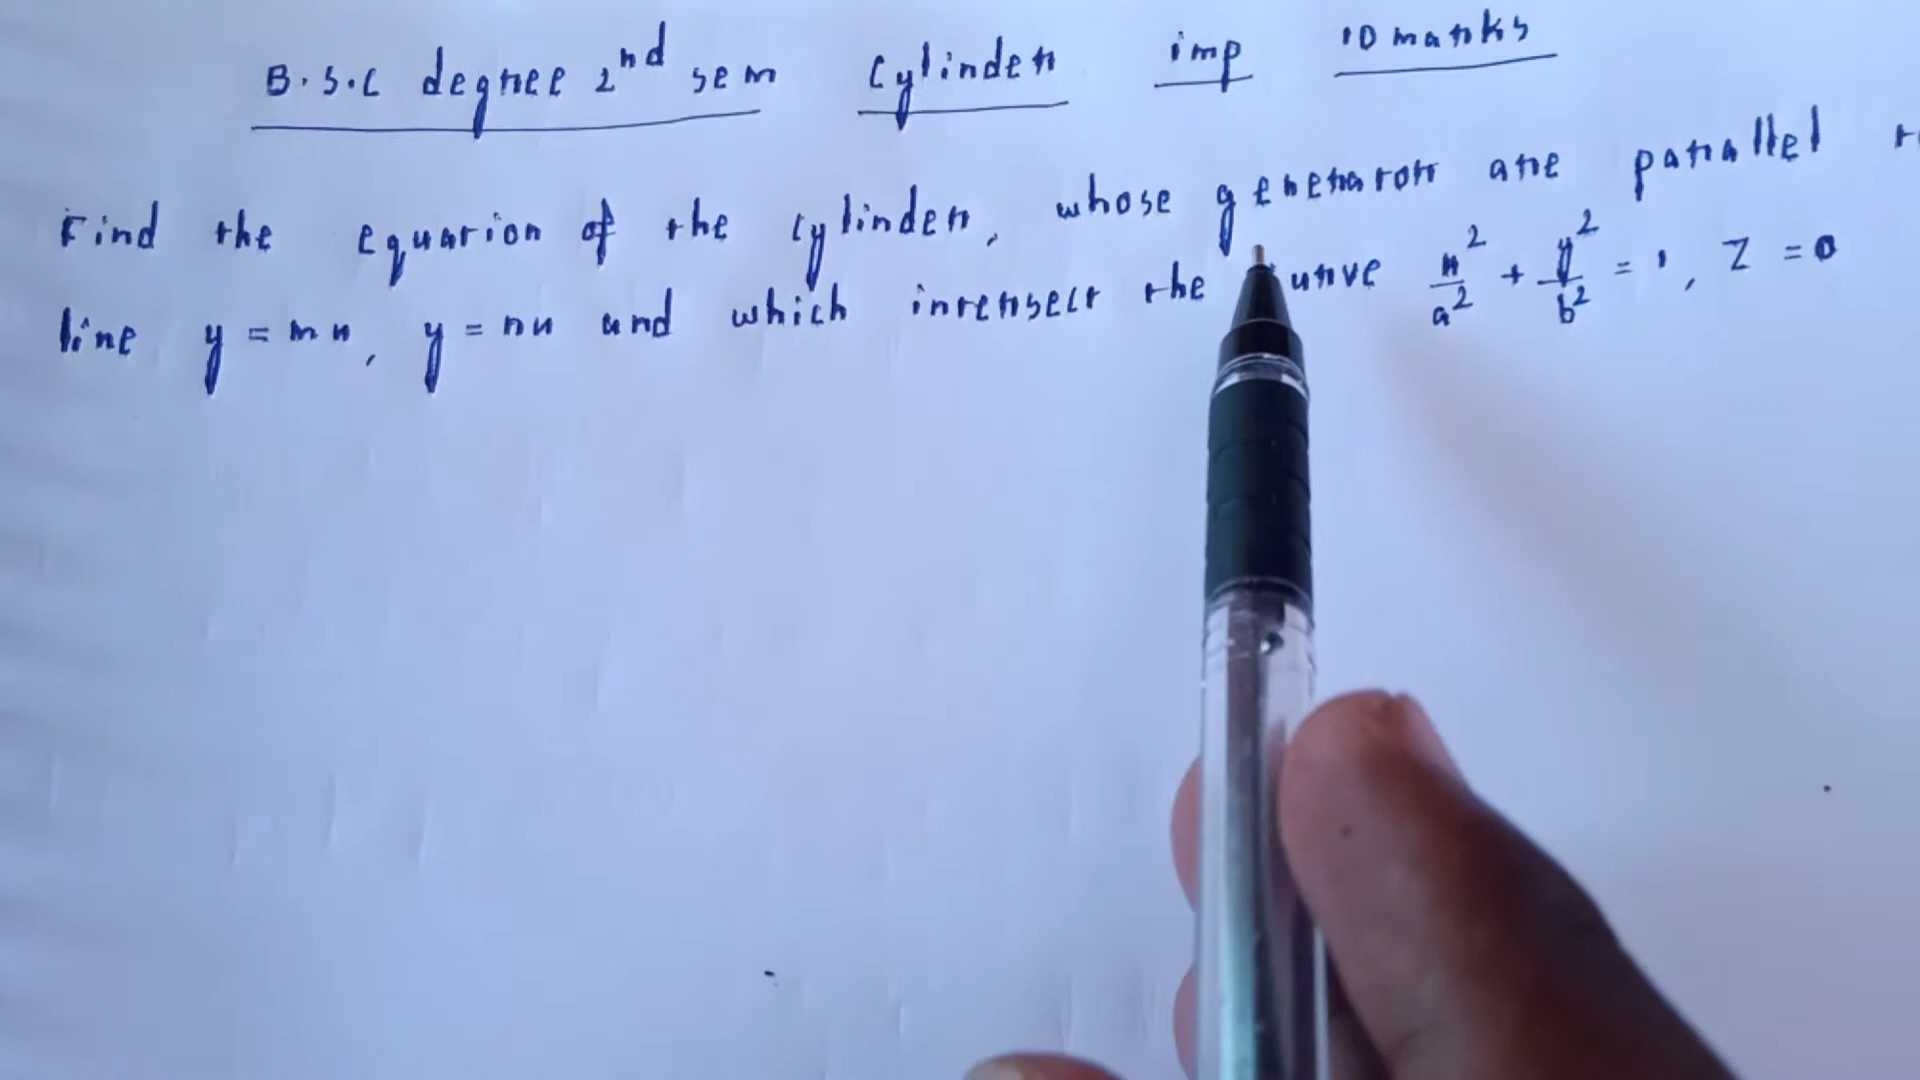 B.S.C degree 2nd sem Cylinder imp 10 marks
Find the equation of the cylinder, whose generator are parallel
line y = mx, y = nx and which intersect the x²/a² + y²/b² = 1, z = 0